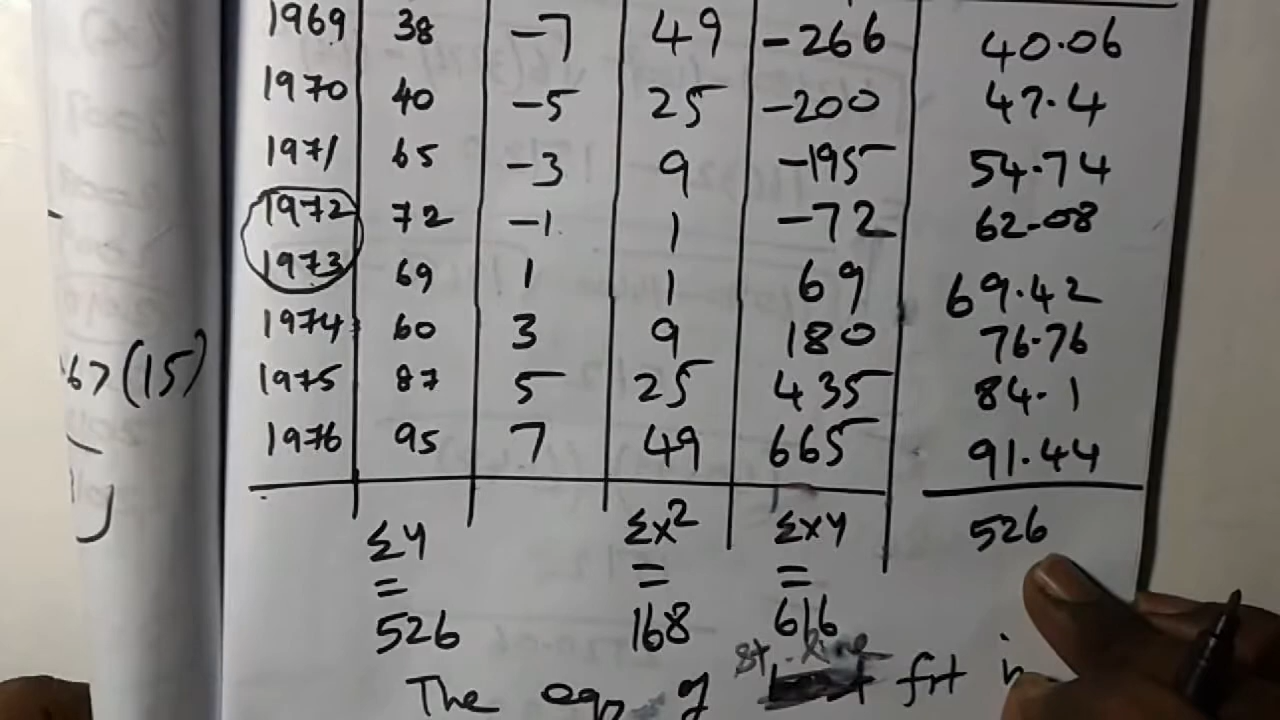 1969 38 -7 49 -266 40.06
1970 40 -5 25 -200 47.4
1971 65 -3 9 -195 54.74
1972 72 -1 1 -72 62.08
1973 69 1 1 69 69.42
1974 60 3 9 180 76.76
67(15)
1975 87 5 25 435 84.1
1976 95 7 49 665 91.44
Σy Σx² Σxy 526
= = =
526 168 616
The eqn of st. line fit is